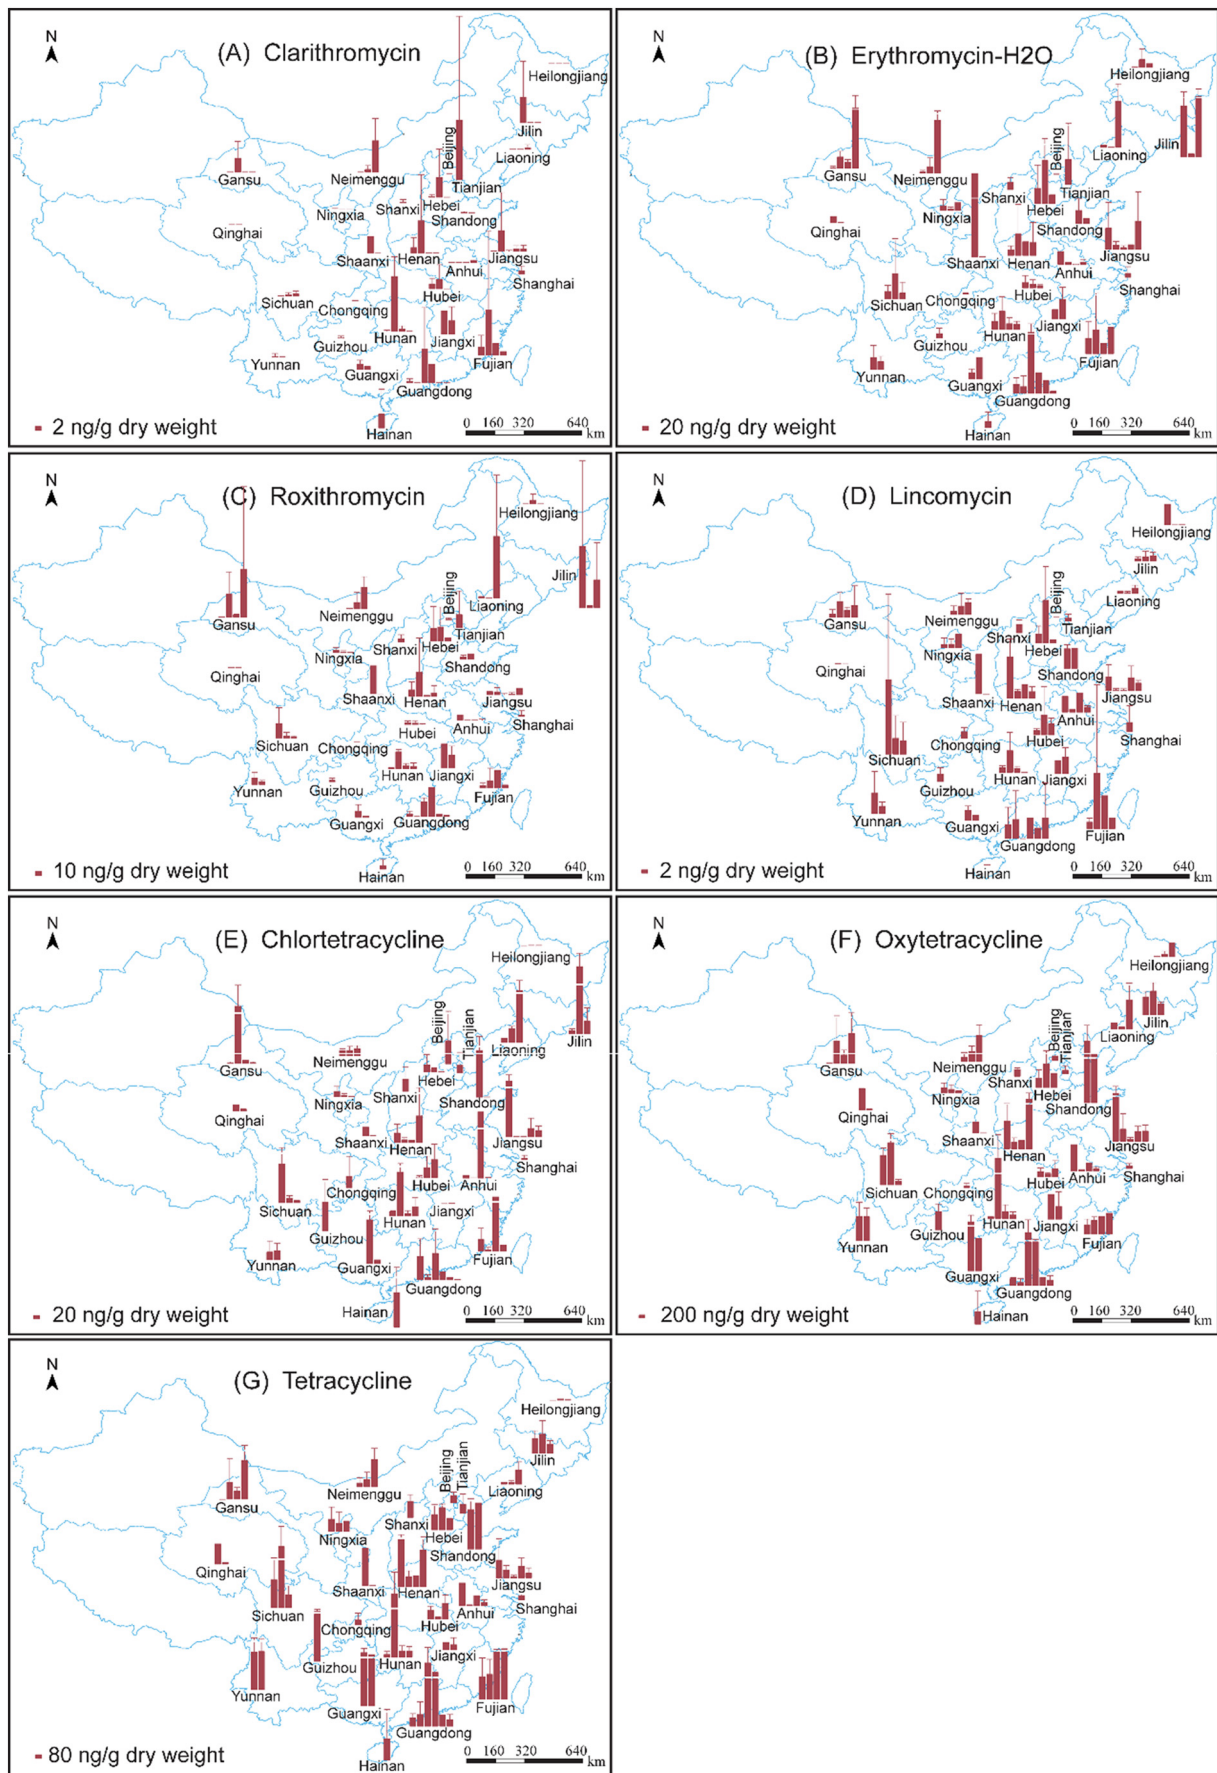 N
(A) Clarithromycin
Heilongjiang
Jilin
Liaoning
Beijing
Gansu
Neimenggu
Tianjian
Hebei
Shanxi
Ningxia
Shandong
Qinghai
Shaanxi
Henan
Jiangsu
Anhui
Shanghai
Hubei
Sichuan
Chongqing
Hunan
Jiangxi
Guizhou
Fujian
Yunnan
Guangxi
Guangdong
Hainan
2 ng/g dry weight
0 160 320 640
km
N
(B) Erythromycin-H2O
Heilongjiang
Jilin
Liaoning
Beijing
Gansu
Neimenggu
Tianjian
Shanxi
Hebei
Ningxia
Shandong
Qinghai
Jiangsu
Shaanxi
Henan
Anhui
Shanghai
Hubei
Sichuan
Chongqing
Jiangxi
Hunan
Guizhou
Fujian
Yunnan
Guangxi
Guangdong
Hainan
20 ng/g dry weight
0 160 320 640
km
N
(C) Roxithromycin
Heilongjiang
Jilin
Liaoning
Beijing
Gansu
Neimenggu
Tianjian
Shanxi
Hebei
Ningxia
Shandong
Qinghai
Shaanxi
Henan
Jiangsu
Shanghai
Anhui
Hubei
Sichuan
Chongqing
Hunan
Jiangxi
Guizhou
Yunnan
Fujian
Guangxi
Guangdong
Hainan
10 ng/g dry weight
0 160 320 640
km
N
(D) Lincomycin
Heilongjiang
Jilin
Liaoning
Beijing
Gansu
Neimenggu
Tianjian
Shanxi
Hebei
Ningxia
Shandong
Qinghai
Shaanxi
Henan
Jiangsu
Anhui
Shanghai
Hubei
Chongqing
Sichuan
Hunan
Jiangxi
Guizhou
Yunnan
Guangxi
Guangdong
Fujian
Hainan
2 ng/g dry weight
0 160 320 640
km
N
(E) Chlortetracycline
Heilongjiang
Jilin
Liaoning
Beijing
Tianjian
Neimenggu
Gansu
Hebei
Shanxi
Ningxia
Shandong
Qinghai
Shaanxi
Henan
Jiangsu
Shanghai
Hubei
Anhui
Chongqing
Sichuan
Hunan
Jiangxi
Guizhou
Yunnan
Guangxi
Fujian
Guangdong
Hainan
20 ng/g dry weight
0 160 320 640
km
N
(F) Oxytetracycline
Heilongjiang
Jilin
Liaoning
Beijing
Tianjian
Gansu
Neimenggu
Shanxi
Hebei
Ningxia
Shandong
Qinghai
Shaanxi
Henan
Jiangsu
Anhui
Shanghai
Hubei
Sichuan
Chongqing
Hunan
Jiangxi
Guizhou
Yunnan
Fujian
Guangxi
Guangdong
Hainan
200 ng/g dry weight
0 160 320 640
km
N
(G) Tetracycline
Heilongjiang
Jilin
Liaoning
Beijing
Tianjian
Neimenggu
Gansu
Shanxi
Hebei
Ningxia
Shandong
Qinghai
Shaanxi
Henan
Jiangsu
Anhui
Shanghai
Hubei
Sichuan
Chongqing
Hunan
Jiangxi
Guizhou
Yunnan
Guangxi
Fujian
Guangdong
Hainan
80 ng/g dry weight
0 160 320 640
km